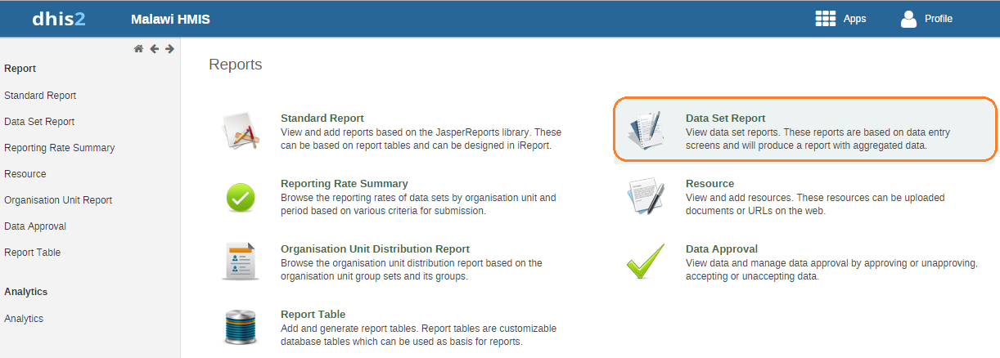 dhis2
Malawi HMIS
Apps
Profile
Report
Standard Report
Data Set Report
Reporting Rate Summary
Resource
Organisation Unit Report
Data Approval
Report Table
Analytics
Analytics
Reports
Standard Report
View and add reports based on the JasperReports library. These
can be based on report tables and can be designed in iReport.
Data Set Report
View data set reports. These reports are based on data entry
screens and will produce a report with aggregated data.
Reporting Rate Summary
Browse the reporting rates of data sets by organisation unit and
period based on various criteria for submission.
Resource
View and add resources. These resources can be uploaded
documents or URLs on the web.
Organisation Unit Distribution Report
Browse the organisation unit distribution report based on the
organisation unit group sets and its groups.
Data Approval
View data and manage data approval by approving or unapproving,
accepting or unaccepting data.
Report Table
Add and generate report tables. Report tables are customizable
database tables which can be used as basis for reports.